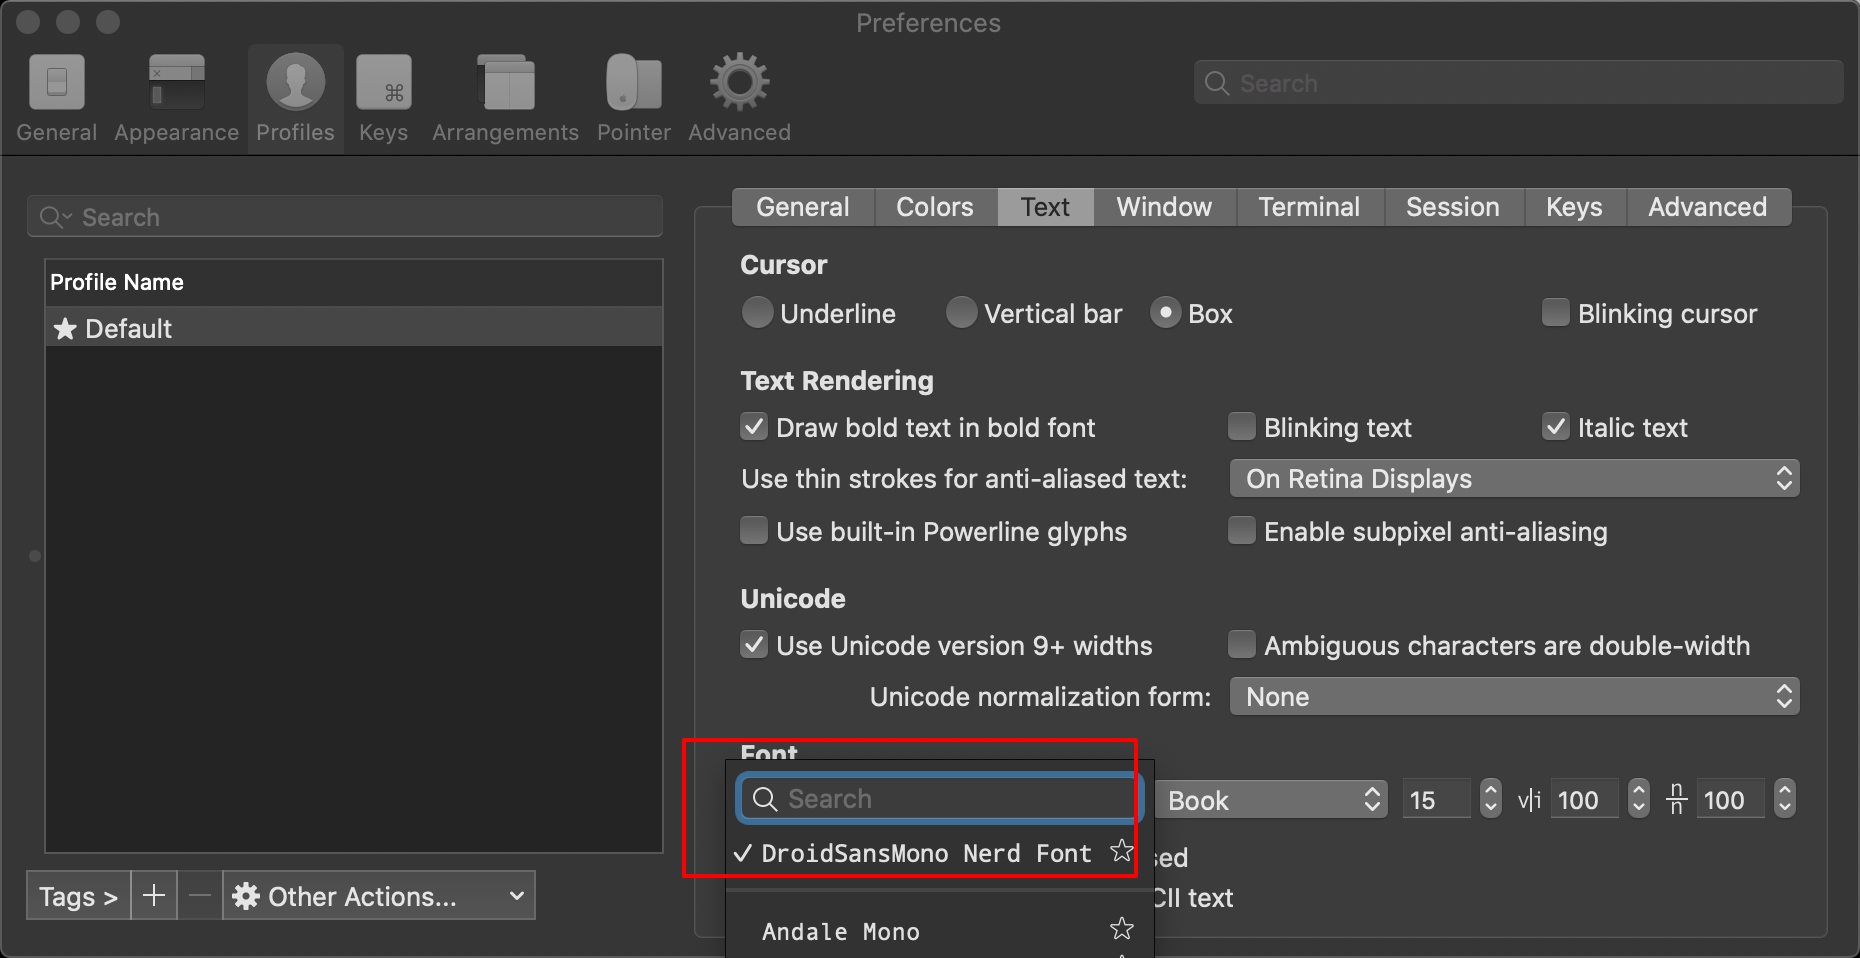 Preferences
General Appearance Profiles Keys Arrangements Pointer Advanced
Search
Search
Profile Name
Default
Tags >
Other Actions...
General Colors Text Window Terminal Session Keys Advanced
Cursor
Underline Vertical bar Box Blinking cursor
Text Rendering
Draw bold text in bold font Blinking text Italic text
Use thin strokes for anti-aliased text: On Retina Displays
Use built-in Powerline glyphs Enable subpixel anti-aliasing
Unicode
Use Unicode version 9+ widths Ambiguous characters are double-width
Unicode normalization form: None
Font
Search
Book 15 v|i 100 n/n 100
DroidSansMono Nerd Font
sed
CII text
Andale Mono